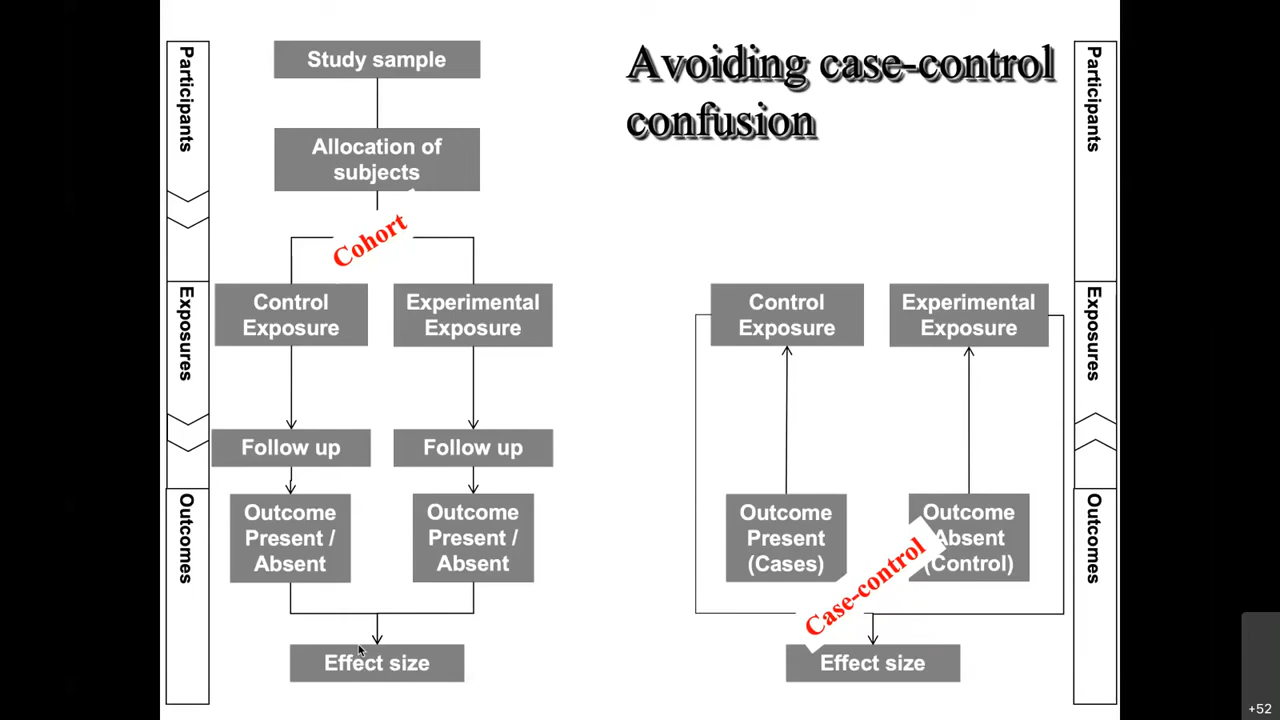 Avoiding case-control
confusion
Participants
Exposures
Outcomes
Study sample
Allocation of
subjects
Cohort
Control
Exposure
Experimental
Exposure
Follow up
Follow up
Outcome
Present /
Absent
Outcome
Present /
Absent
Effect size
Control
Exposure
Experimental
Exposure
Outcome
Present
(Cases)
Outcome
Absent
(Control)
Case-control
Effect size
Participants
Exposures
Outcomes
+52